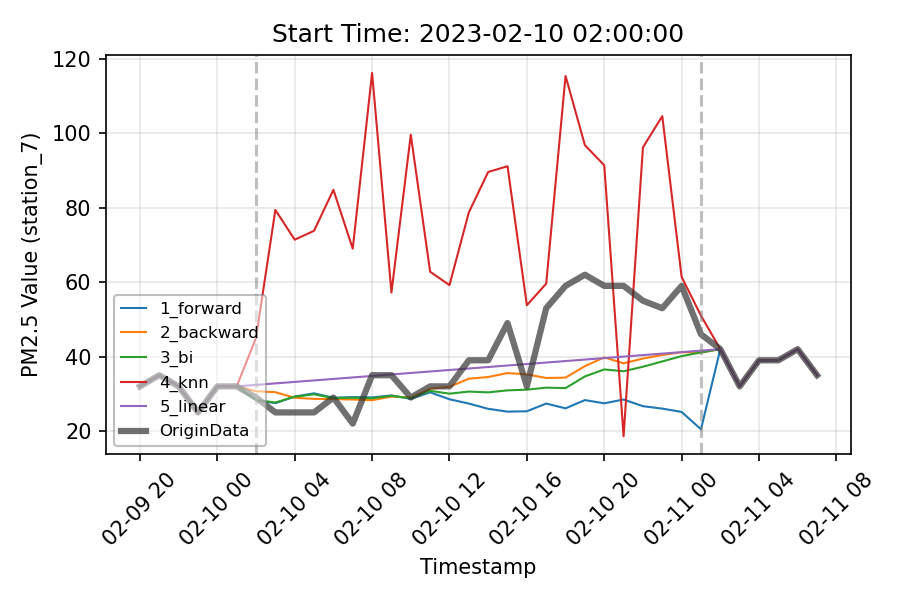 Start Time: 2023-02-10 02:00:00
PM2.5 Value (station_7)
120
100
80
60
40
20
1_forward
2_backward
3_bi
4_knn
5_linear
OriginData
02-09 20
02-10 00
02-10 04
02-10 08
02-10 12
02-10 16
02-10 20
02-11 00
02-11 04
02-11 08
Timestamp